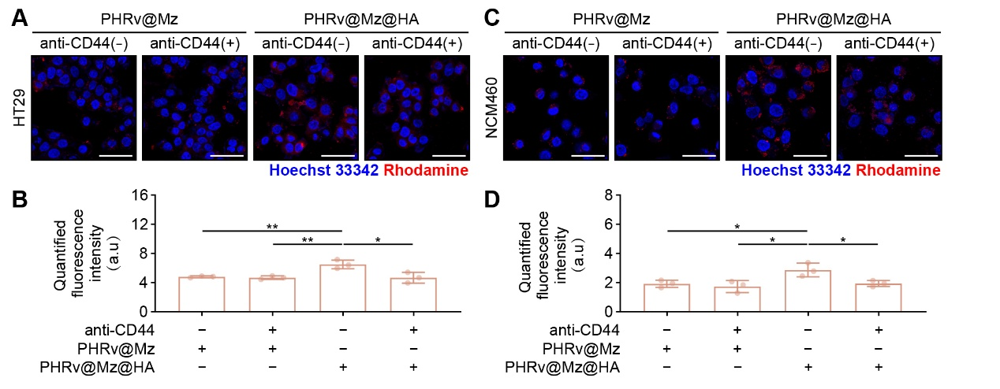 A
PHRv@Mz
PHRv@Mz@HA
anti-CD44(−)
anti-CD44(+)
anti-CD44(−)
anti-CD44(+)
HT29
Hoechst 33342 Rhodamine
C
PHRv@Mz
PHRv@Mz@HA
anti-CD44(−)
anti-CD44(+)
anti-CD44(−)
anti-CD44(+)
NCM460
Hoechst 33342 Rhodamine
B
Quantified
fluorescence
intensity
(a.u)
16
12
8
4
0
**
**
*
anti-CD44 − + − +
PHRv@Mz + + − −
PHRv@Mz@HA − − + +
D
Quantified
fluorescence
intensity
(a.u)
8
6
4
2
0
*
*
*
anti-CD44 − + − +
PHRv@Mz + + − −
PHRv@Mz@HA − − + +